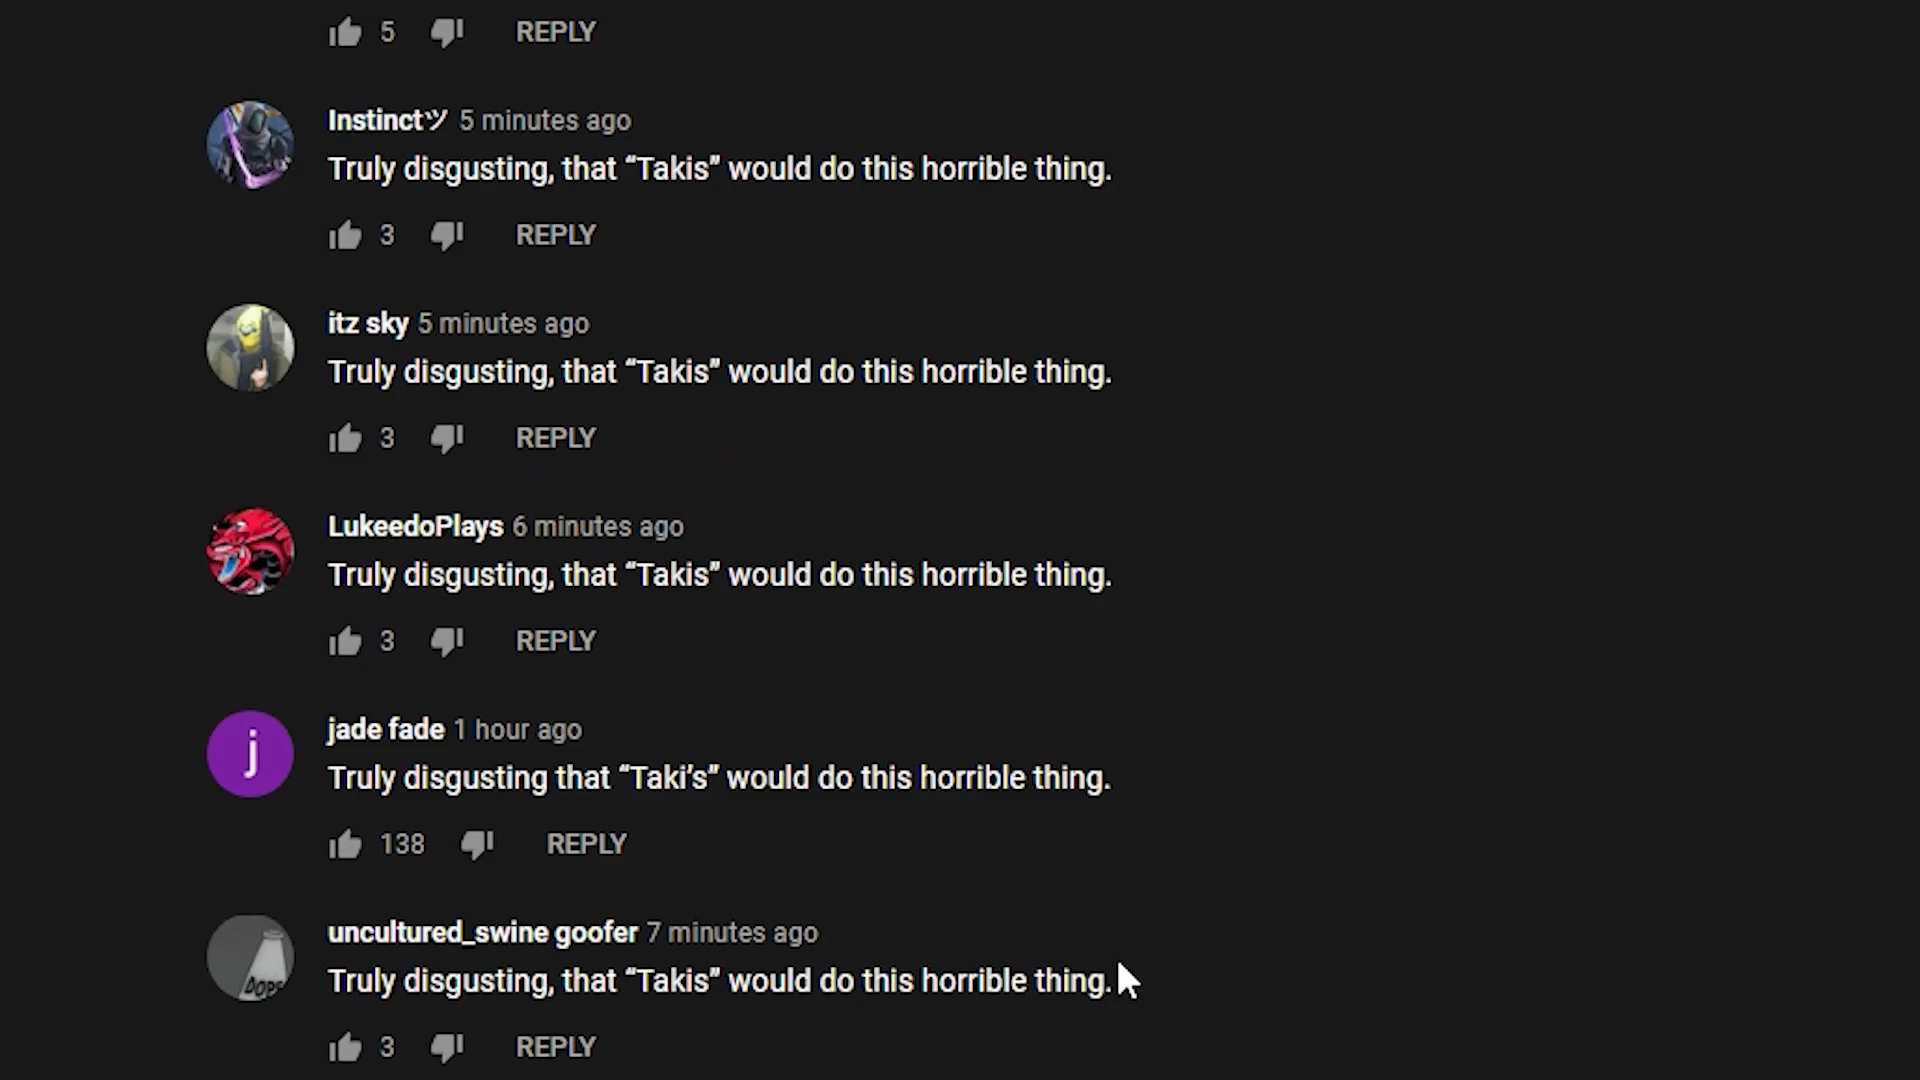 5 REPLY
Instinctツ 5 minutes ago
Truly disgusting, that “Takis” would do this horrible thing.
3 REPLY
itz sky 5 minutes ago
Truly disgusting, that “Takis” would do this horrible thing.
3 REPLY
LukeedoPlays 6 minutes ago
Truly disgusting, that “Takis” would do this horrible thing.
3 REPLY
j
jade fade 1 hour ago
Truly disgusting that “Taki’s” would do this horrible thing.
138 REPLY
DOPE
uncultured_swine goofer 7 minutes ago
Truly disgusting, that “Takis” would do this horrible thing.
3 REPLY